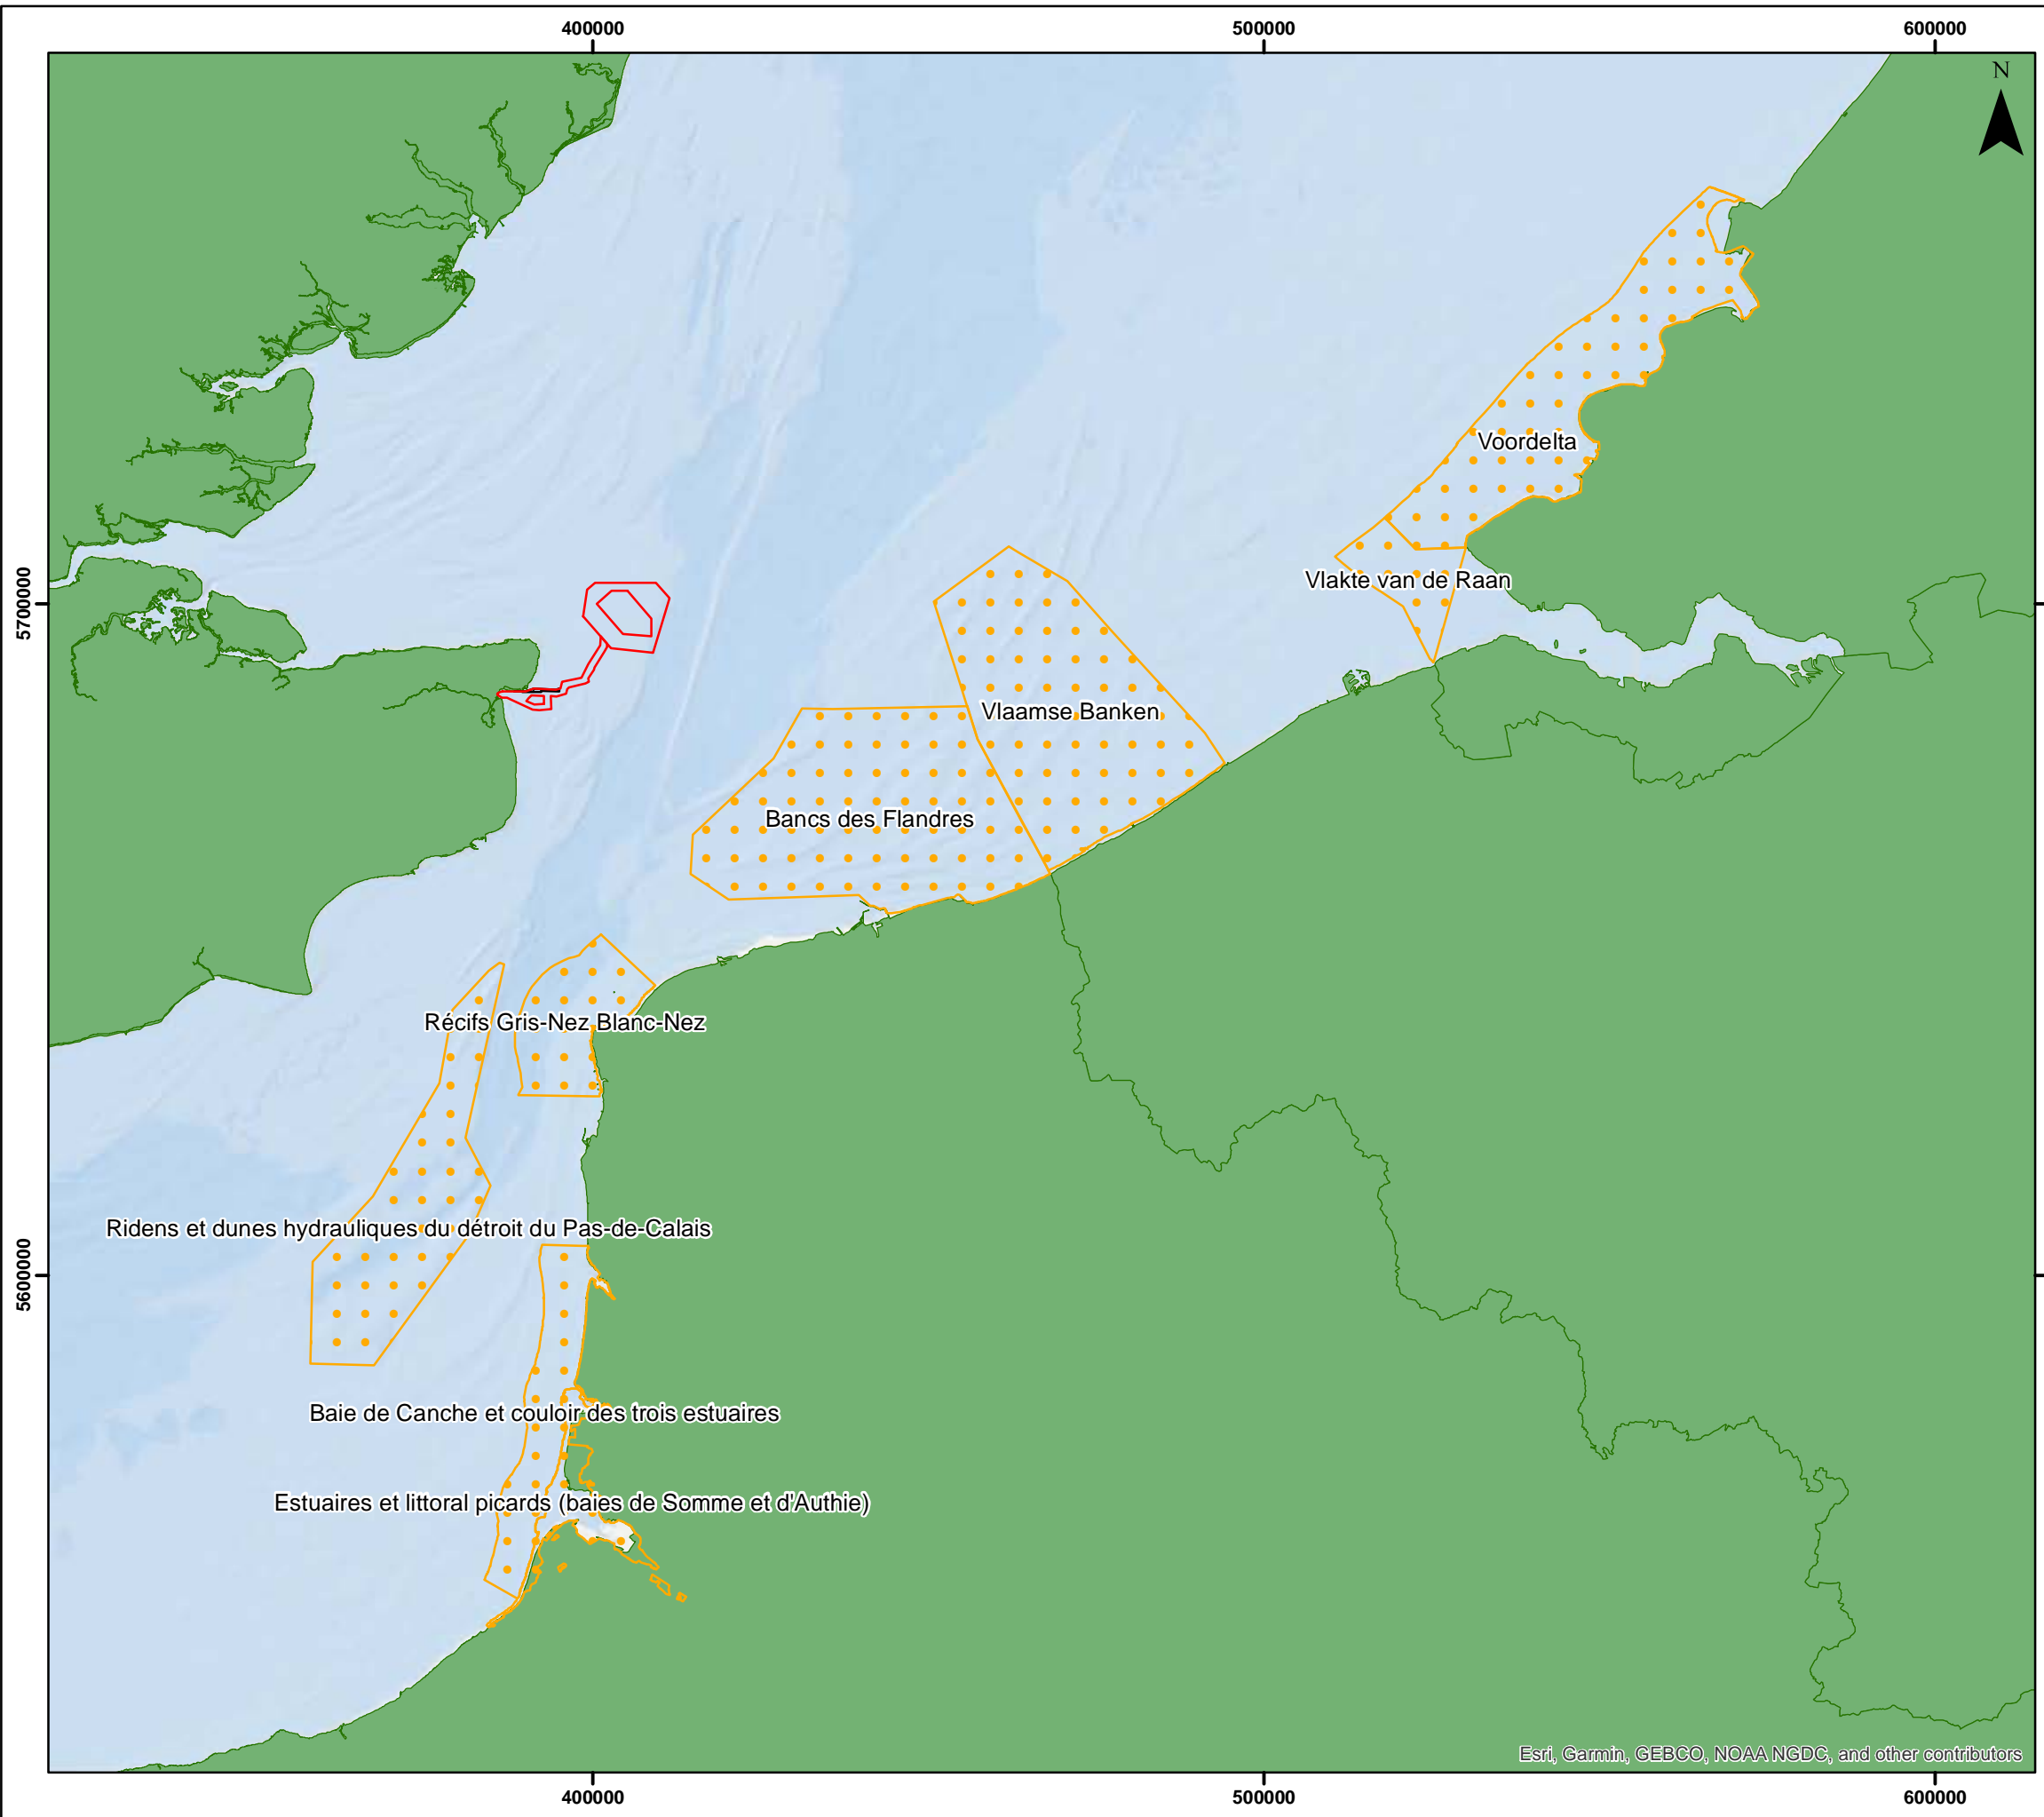 400000
500000
600000
N
Voordelta
Vlakte van de Raan
5700000
Vlaamse Banken
Bancs des Flandres
Récifs Gris-Nez Blanc-Nez
Ridens et dunes hydrauliques du détroit du Pas-de-Calais
5600000
Baie de Canche et couloir des trois estuaires
Estuaires et littoral picards (baies de Somme et d'Authie)
Esri, Garmin, GEBCO, NOAA NGDC, and other contributors
400000
500000
600000